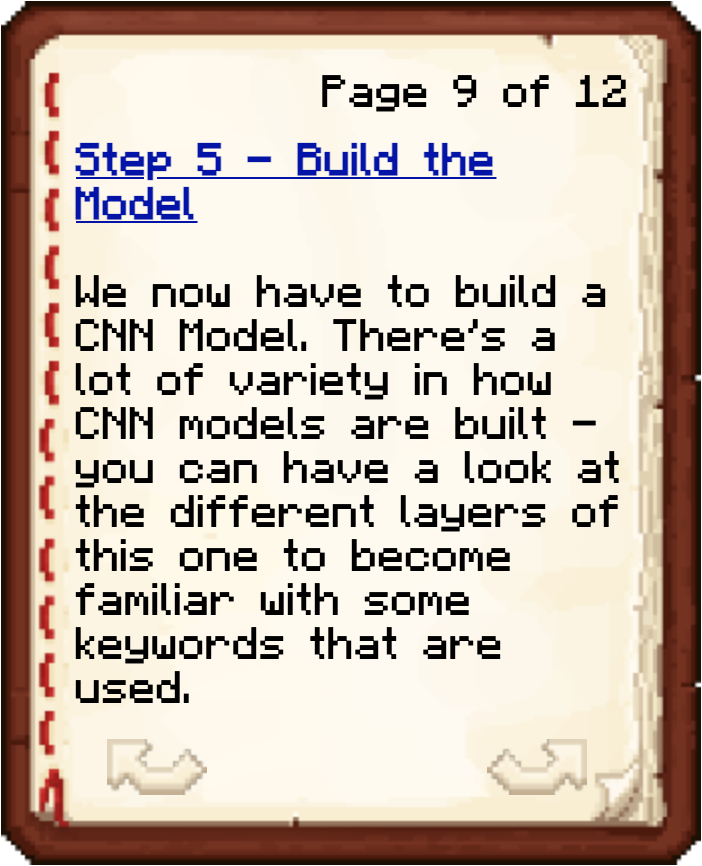 Page 9 of 12
Step 5 - Build the
Model
We now have to build a
CNN Model. There's a
lot of variety in how
CNN models are built -
you can have a look at
the different layers of
this one to become
familiar with some
keywords that are
used.